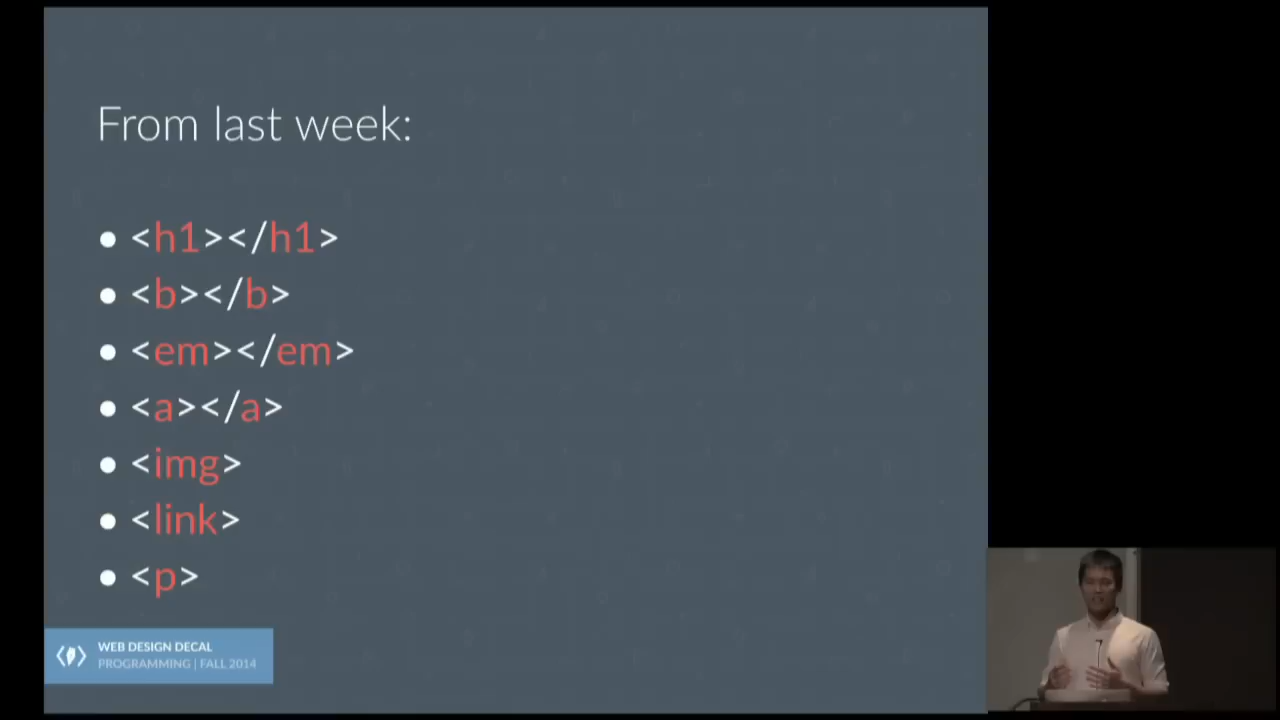 From last week:
• <h1></h1>
• <b></b>
• <em></em>
• <a></a>
• <img>
• <link>
• <p>
WEB DESIGN DECAL
PROGRAMMING | FALL 2014